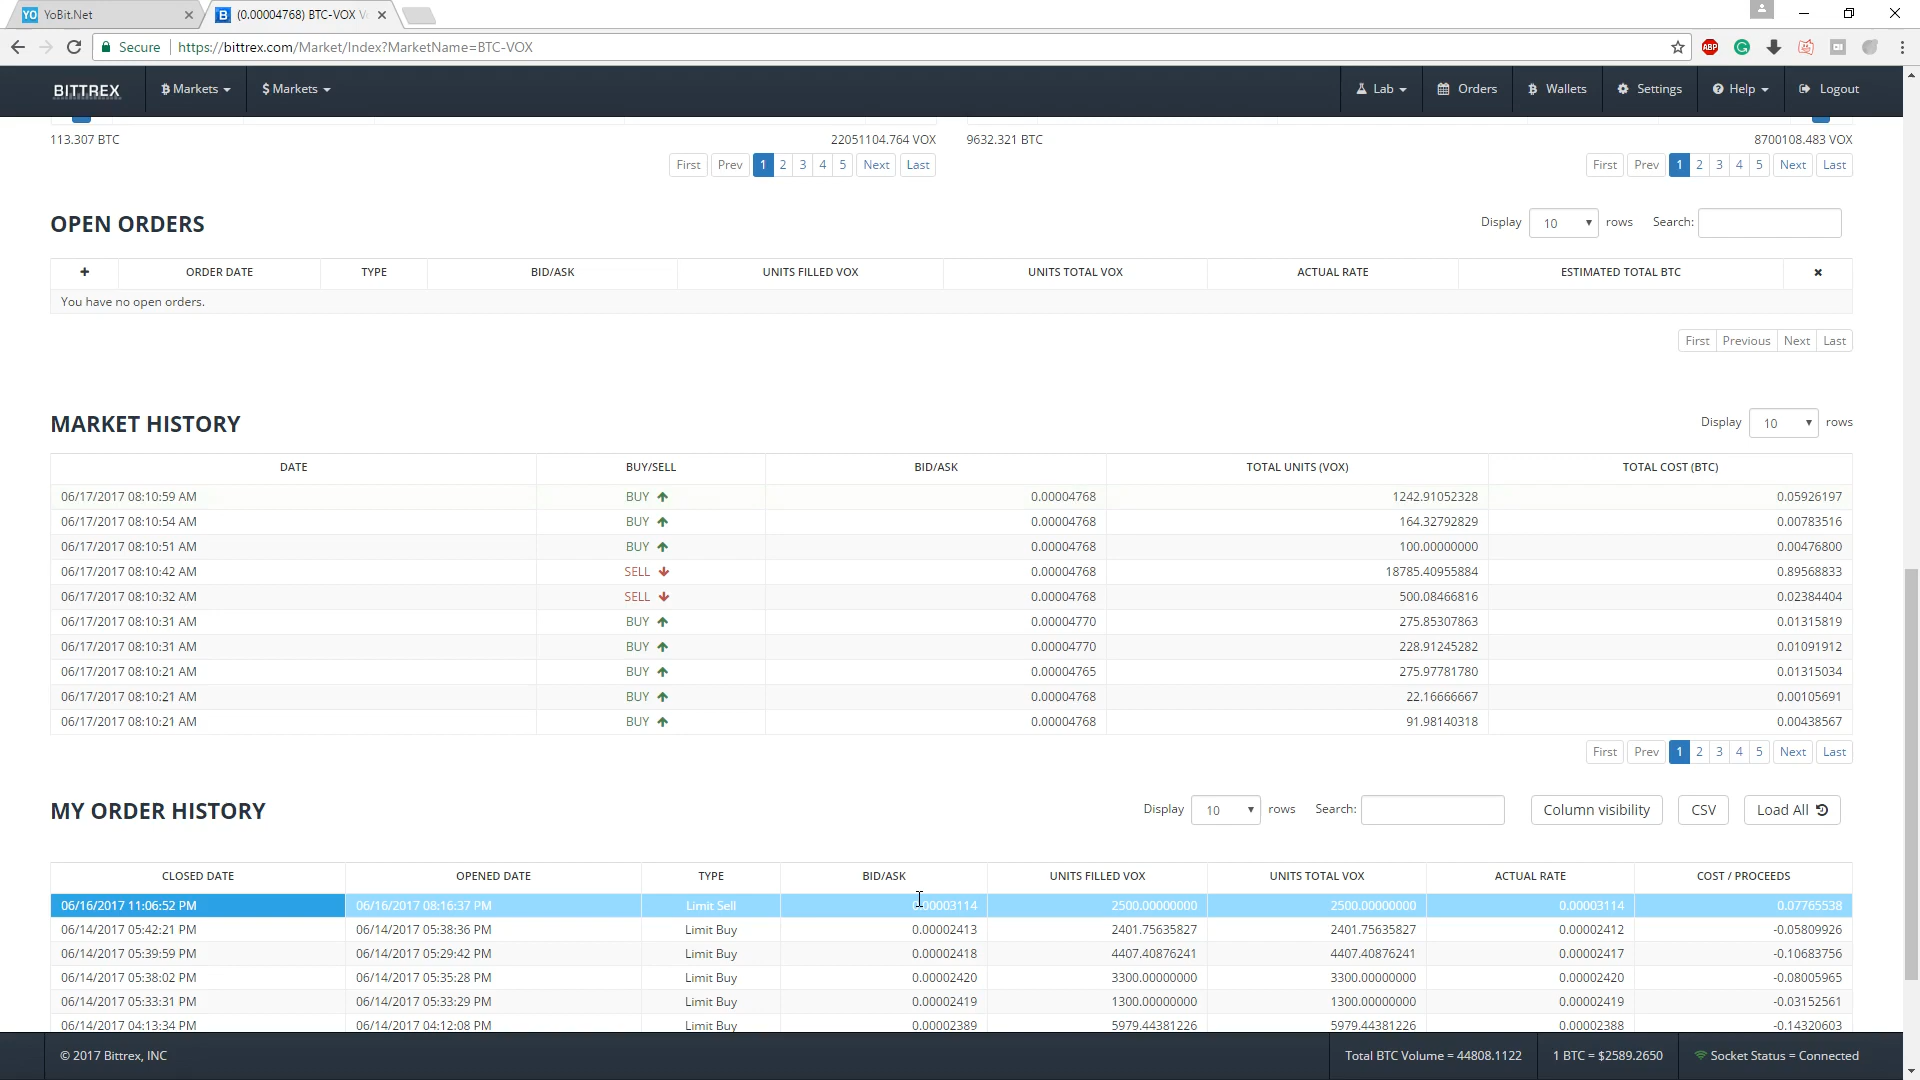 YO YoBit.Net
B (0.00004768) BTC-VOX V
Secure https://bittrex.com/Market/Index?MarketName=BTC-VOX
ABP
BITTREX Markets $ Markets Lab Orders Wallets Settings Help Logout
113.307 BTC 22051104.764 VOX 9632.321 BTC 8700108.483 VOX
First Prev 1 2 3 4 5 Next Last First Prev 1 2 3 4 5 Next Last
OPEN ORDERS Display 10 rows Search:
+ ORDER DATE TYPE BID/ASK UNITS FILLED VOX UNITS TOTAL VOX ACTUAL RATE ESTIMATED TOTAL BTC ×
You have no open orders.
First Previous Next Last
MARKET HISTORY Display 10 rows
DATE BUY/SELL BID/ASK TOTAL UNITS (VOX) TOTAL COST (BTC)
06/17/2017 08:10:59 AM BUY 0.00004768 1242.91052328 0.05926197
06/17/2017 08:10:54 AM BUY 0.00004768 164.32792829 0.00783516
06/17/2017 08:10:51 AM BUY 0.00004768 100.00000000 0.00476800
06/17/2017 08:10:42 AM SELL 0.00004768 18785.40955884 0.89568833
06/17/2017 08:10:32 AM SELL 0.00004768 500.08466816 0.02384404
06/17/2017 08:10:31 AM BUY 0.00004770 275.85307863 0.01315819
06/17/2017 08:10:31 AM BUY 0.00004770 228.91245282 0.01091912
06/17/2017 08:10:21 AM BUY 0.00004765 275.97781780 0.01315034
06/17/2017 08:10:21 AM BUY 0.00004768 22.16666667 0.00105691
06/17/2017 08:10:21 AM BUY 0.00004768 91.98140318 0.00438567
First Prev 1 2 3 4 5 Next Last
MY ORDER HISTORY Display 10 rows Search: Column visibility CSV Load All
CLOSED DATE OPENED DATE TYPE BID/ASK UNITS FILLED VOX UNITS TOTAL VOX ACTUAL RATE COST / PROCEEDS
06/16/2017 11:06:52 PM 06/16/2017 08:16:37 PM Limit Sell 0.00003114 2500.00000000 2500.00000000 0.00003114 0.07765538
06/14/2017 05:42:21 PM 06/14/2017 05:38:36 PM Limit Buy 0.00002413 2401.75635827 2401.75635827 0.00002412 -0.05809926
06/14/2017 05:39:59 PM 06/14/2017 05:29:42 PM Limit Buy 0.00002418 4407.40876241 4407.40876241 0.00002417 -0.10683756
06/14/2017 05:38:02 PM 06/14/2017 05:35:28 PM Limit Buy 0.00002420 3300.00000000 3300.00000000 0.00002420 -0.08005965
06/14/2017 05:33:31 PM 06/14/2017 05:33:29 PM Limit Buy 0.00002419 1300.00000000 1300.00000000 0.00002419 -0.03152561
06/14/2017 04:13:34 PM 06/14/2017 04:12:08 PM Limit Buy 0.00002389 5979.44381226 5979.44381226 0.00002388 -0.14320603
© 2017 Bittrex, INC Total BTC Volume = 44808.1122 1 BTC = $2589.2650 Socket Status = Connected